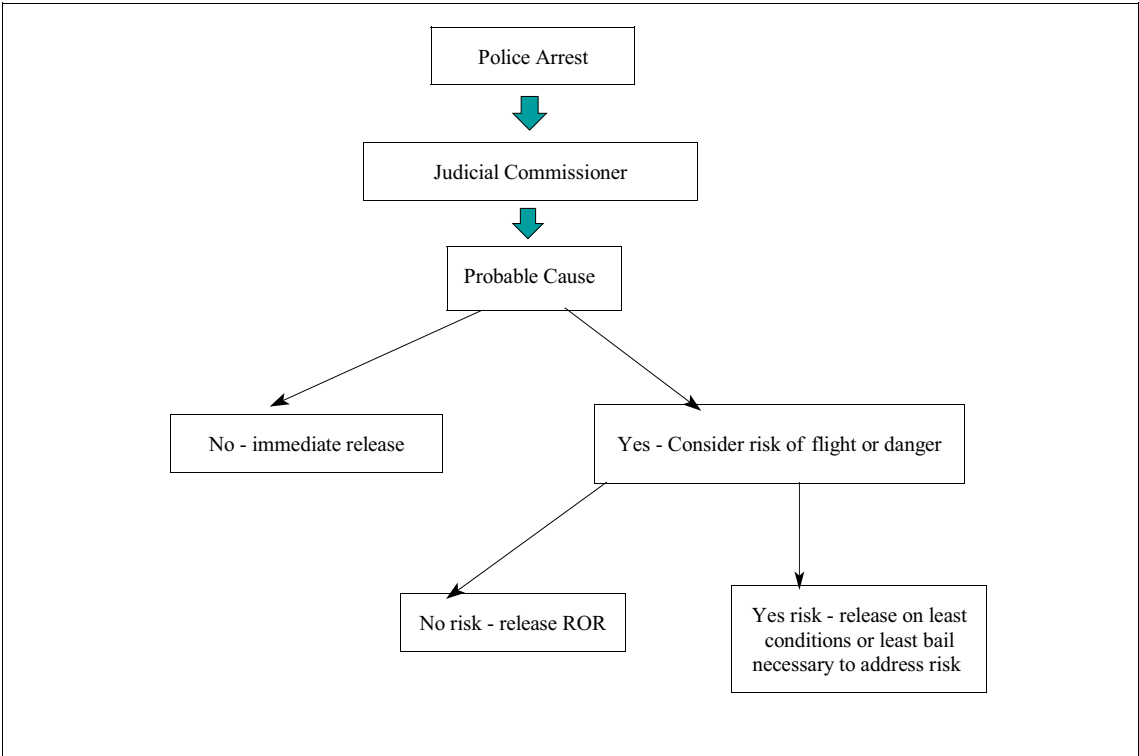 Police Arrest
Judicial Commissioner
Probable Cause
No - immediate release
Yes - Consider risk of flight or danger
No risk - release ROR
Yes risk - release on least
conditions or least bail
necessary to address risk